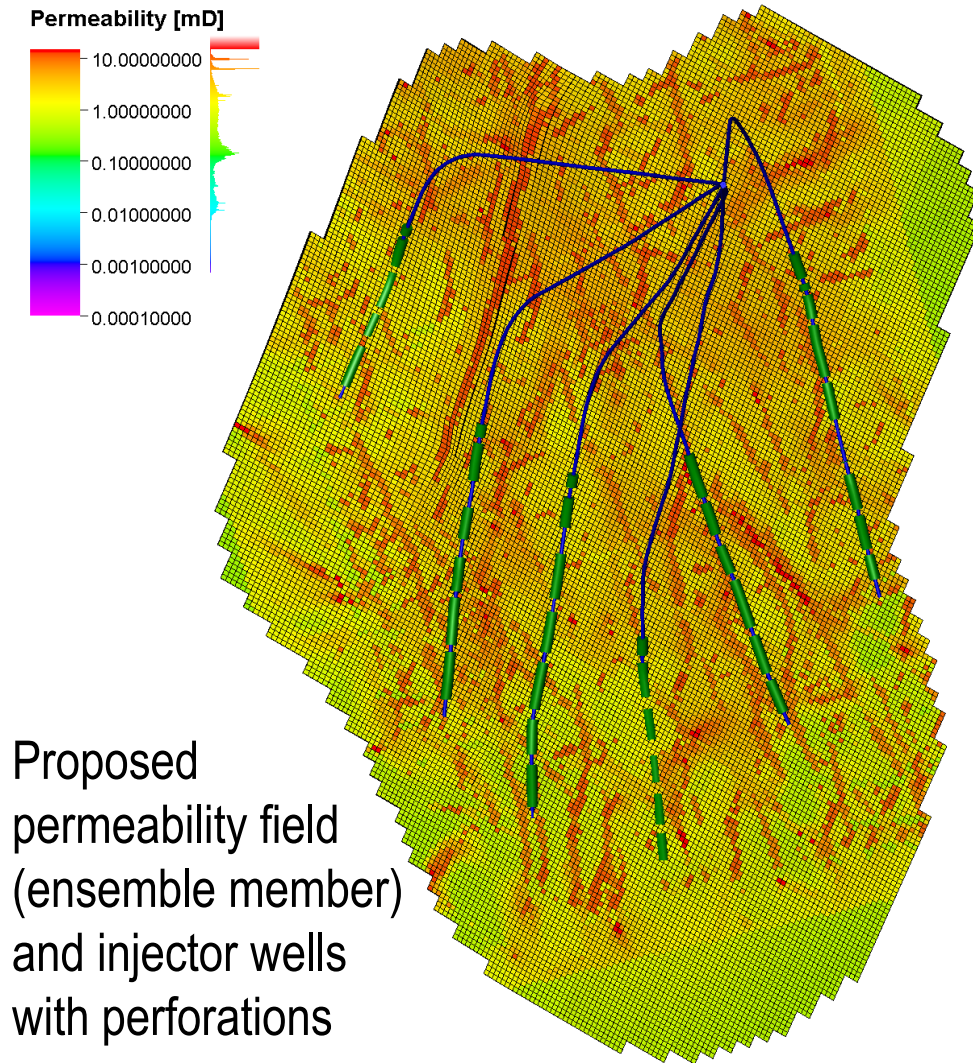 Permeability [mD]
10.00000000
1.00000000
0.10000000
0.01000000
0.00100000
0.00010000
Proposed
permeability field
(ensemble member)
and injector wells
with perforations